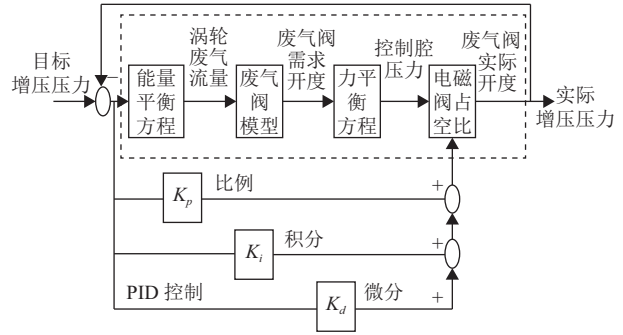 目标
增压压力
−
能量
平衡
方程
涡轮
废气
流量
废气
阀
模型
废气阀
需求
开度
力平
衡
方程
控制腔
压力
电磁
阀占
空比
废气阀
实际
开度
实际
增压压力
Kp
比例
+
Ki
积分
+
PID 控制
Kd
微分
+